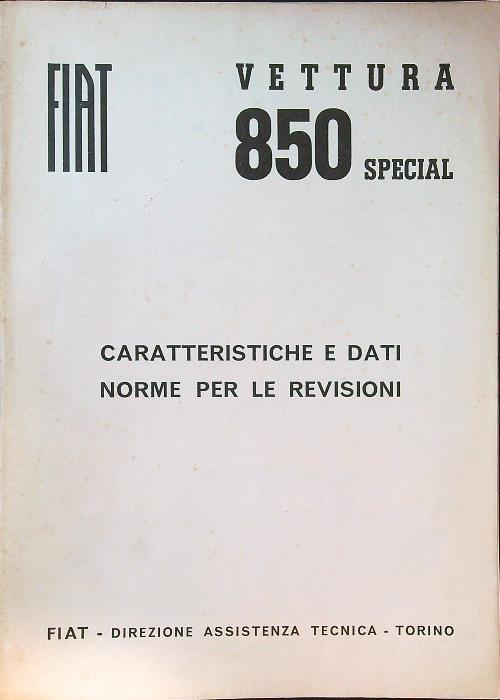 FIAT
VETTURA
850 SPECIAL
CARATTERISTICHE E DATI
NORME PER LE REVISIONI
FIAT - DIREZIONE ASSISTENZA TECNICA - TORINO